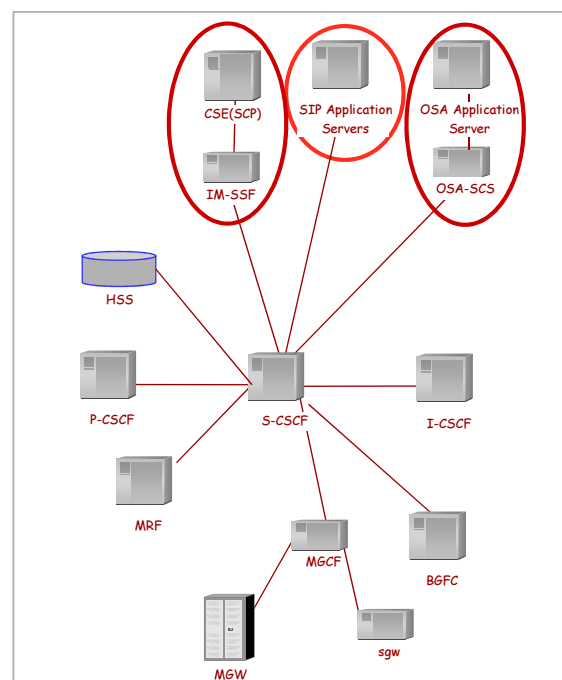 CSE(SCP)
SIP Application
Servers
OSA Application
Server
IM-SSF
OSA-SCS
HSS
P-CSCF
S-CSCF
I-CSCF
MRF
MGCF
BGFC
MGW
sgw